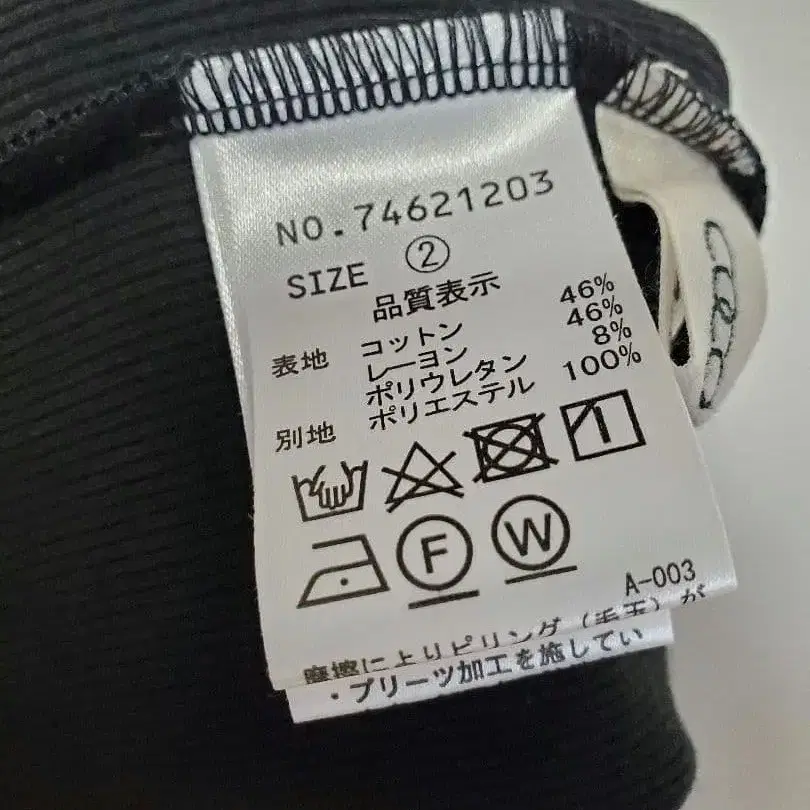 NO.74621203
SIZE ②
品質表示
表地 コットン 46%
レーヨン 46%
ポリウレタン 8%
別地 ポリエステル 100%
F W
A-003
摩擦によりピリング(毛玉)が
・プリーツ加工を施してい